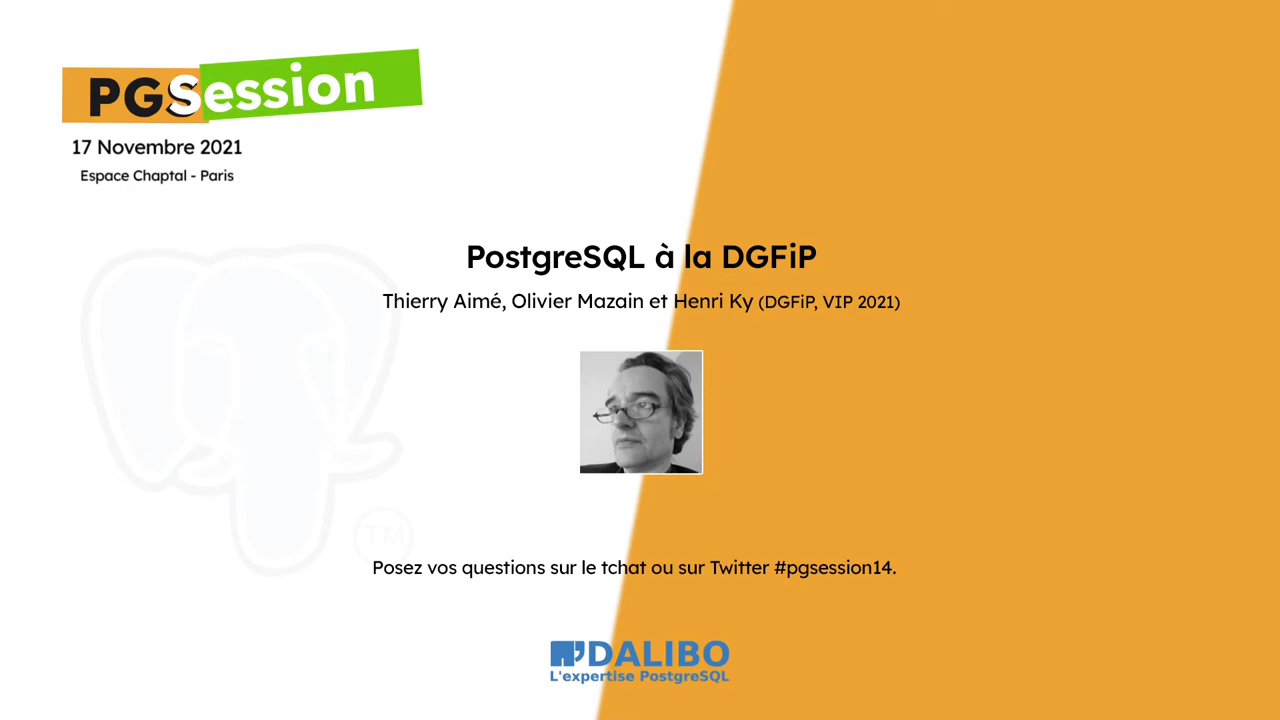 PGSession
17 Novembre 2021
Espace Chaptal - Paris
PostgreSQL à la DGFiP
Thierry Aimé, Olivier Mazain et Henri Ky (DGFiP, VIP 2021)
TM
Posez vos questions sur le tchat ou sur Twitter #pgsession14.
DALIBO
L'expertise PostgreSQL